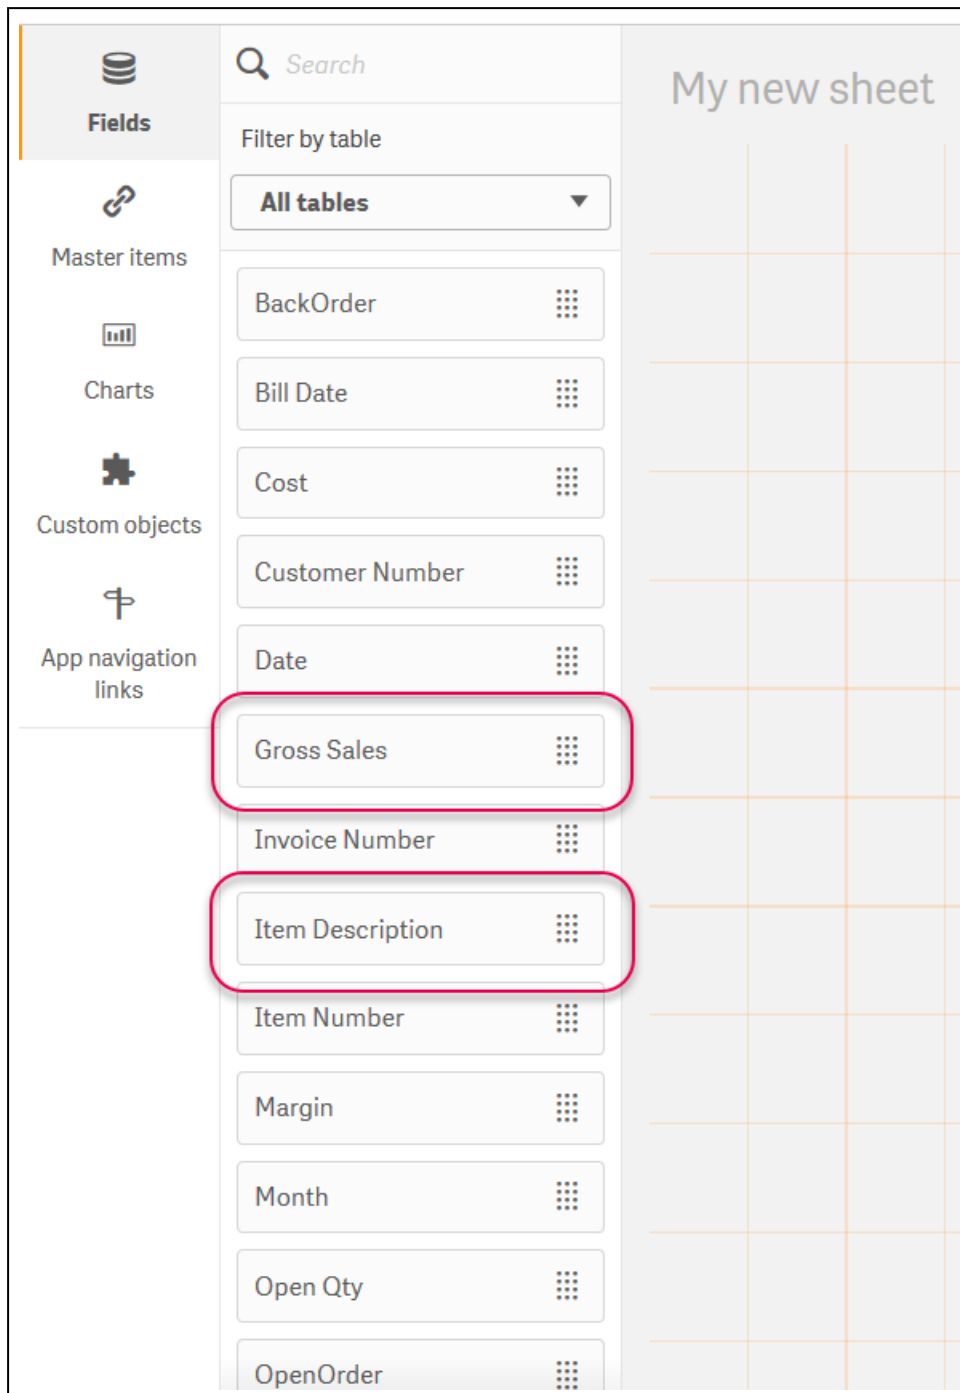 Fields
Master items
Charts
Custom objects
App navigation
links
Search
Filter by table
All tables
BackOrder
Bill Date
Cost
Customer Number
Date
Gross Sales
Invoice Number
Item Description
Item Number
Margin
Month
Open Qty
OpenOrder
My new sheet